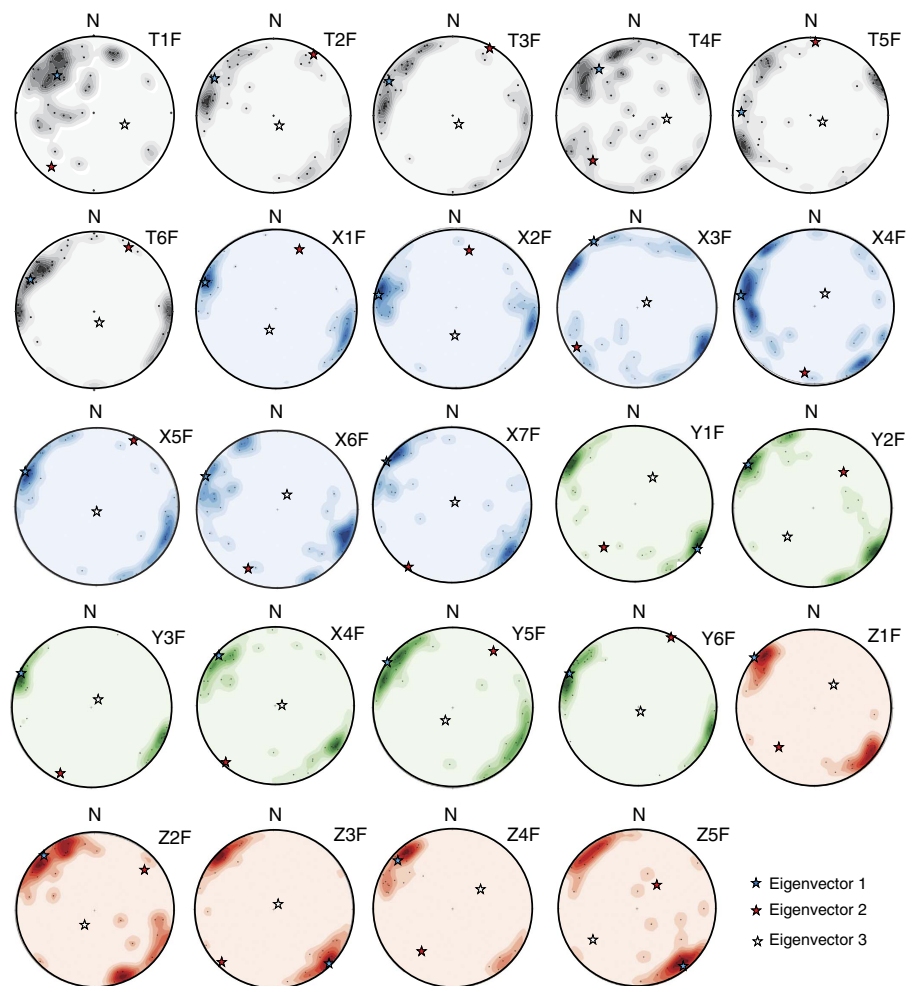 N N N N N
T1F T2F T3F T4F T5F
N N N N N
T6F X1F X2F X3F X4F
N N N N N
X5F X6F X7F Y1F Y2F
N N N N N
Y3F X4F Y5F Y6F Z1F
N N N N
Z2F Z3F Z4F Z5F
Eigenvector 1
Eigenvector 2
Eigenvector 3